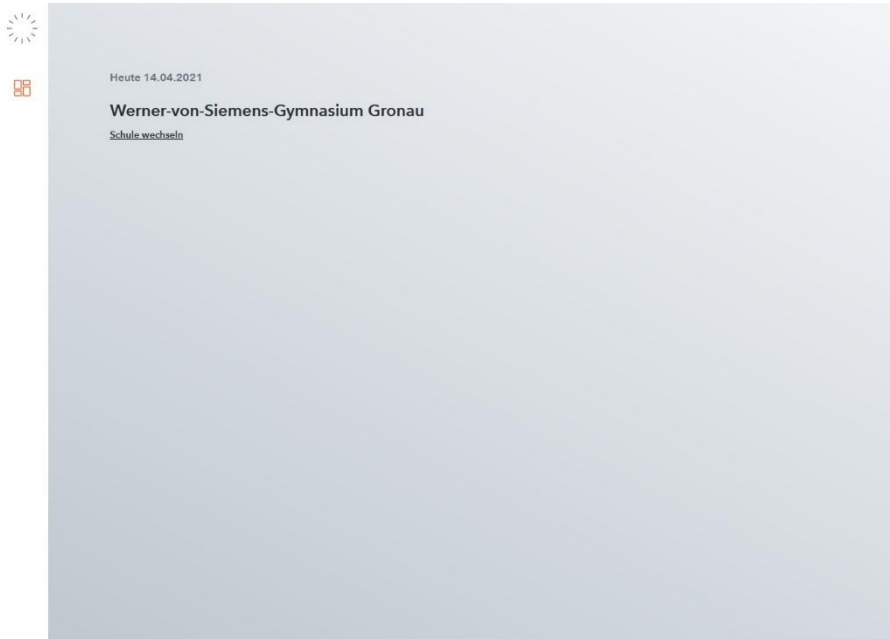 Heute 14.04.2021
Werner-von-Siemens-Gymnasium Gronau
Schule wechseln